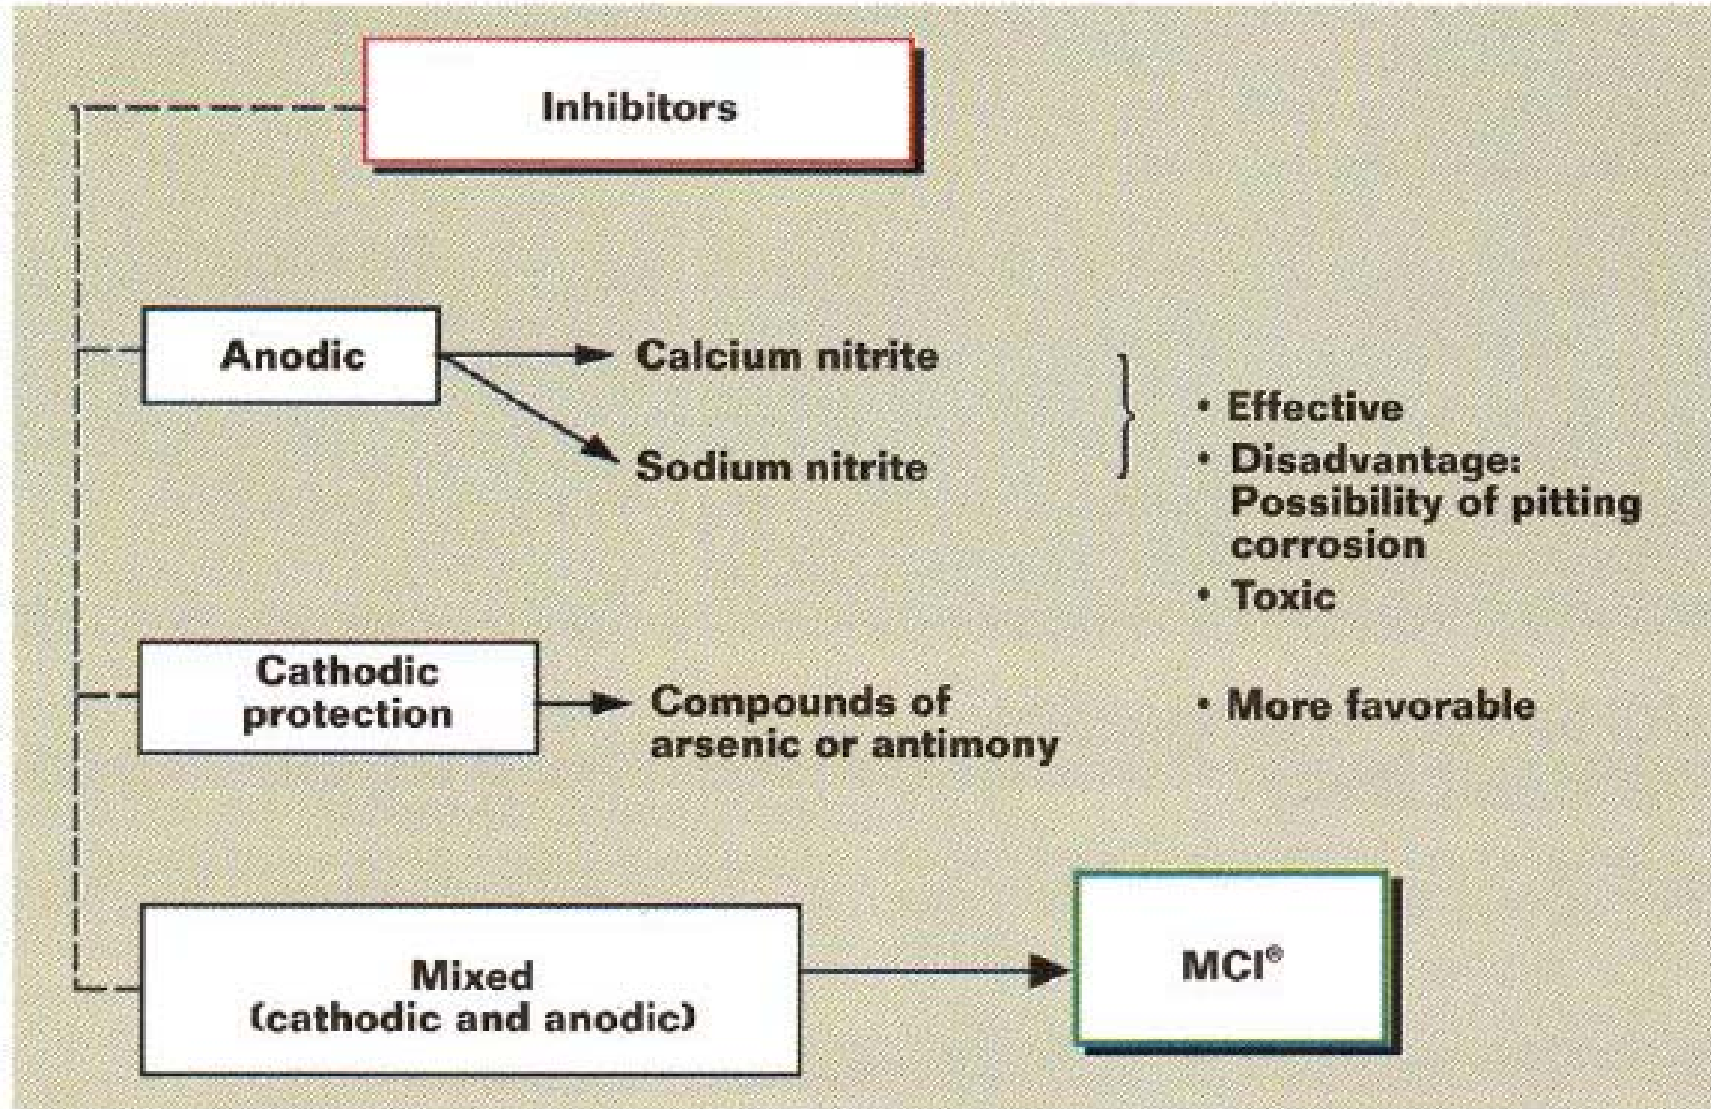 Inhibitors
Anodic
Calcium nitrite
Sodium nitrite
• Effective
• Disadvantage:
Possibility of pitting
corrosion
• Toxic
Cathodic
protection
Compounds of
arsenic or antimony
• More favorable
Mixed
(cathodic and anodic)
MCI®